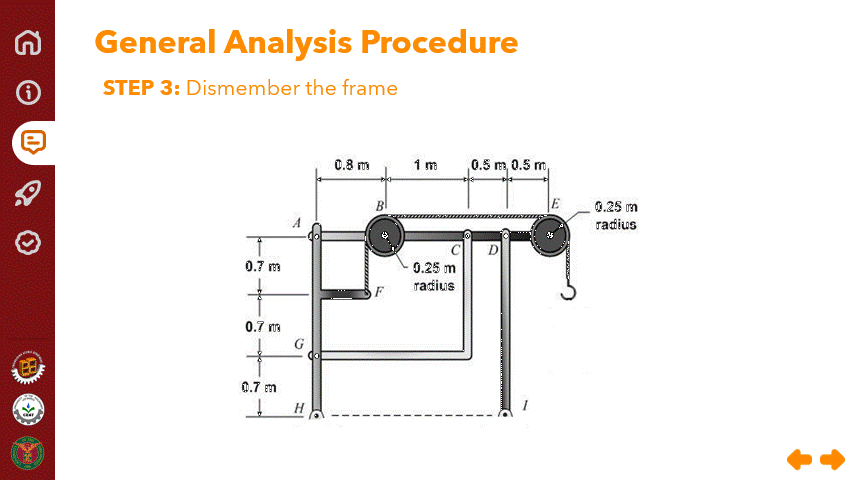 General Analysis Procedure
STEP 3: Dismember the frame
0.8 m 1 m 0.5 m 0.5 m
B E
0.25 m
radius
A
C D
0.7 m
0.25 m
radius
F
0.7 m
G
0.7 m
H I